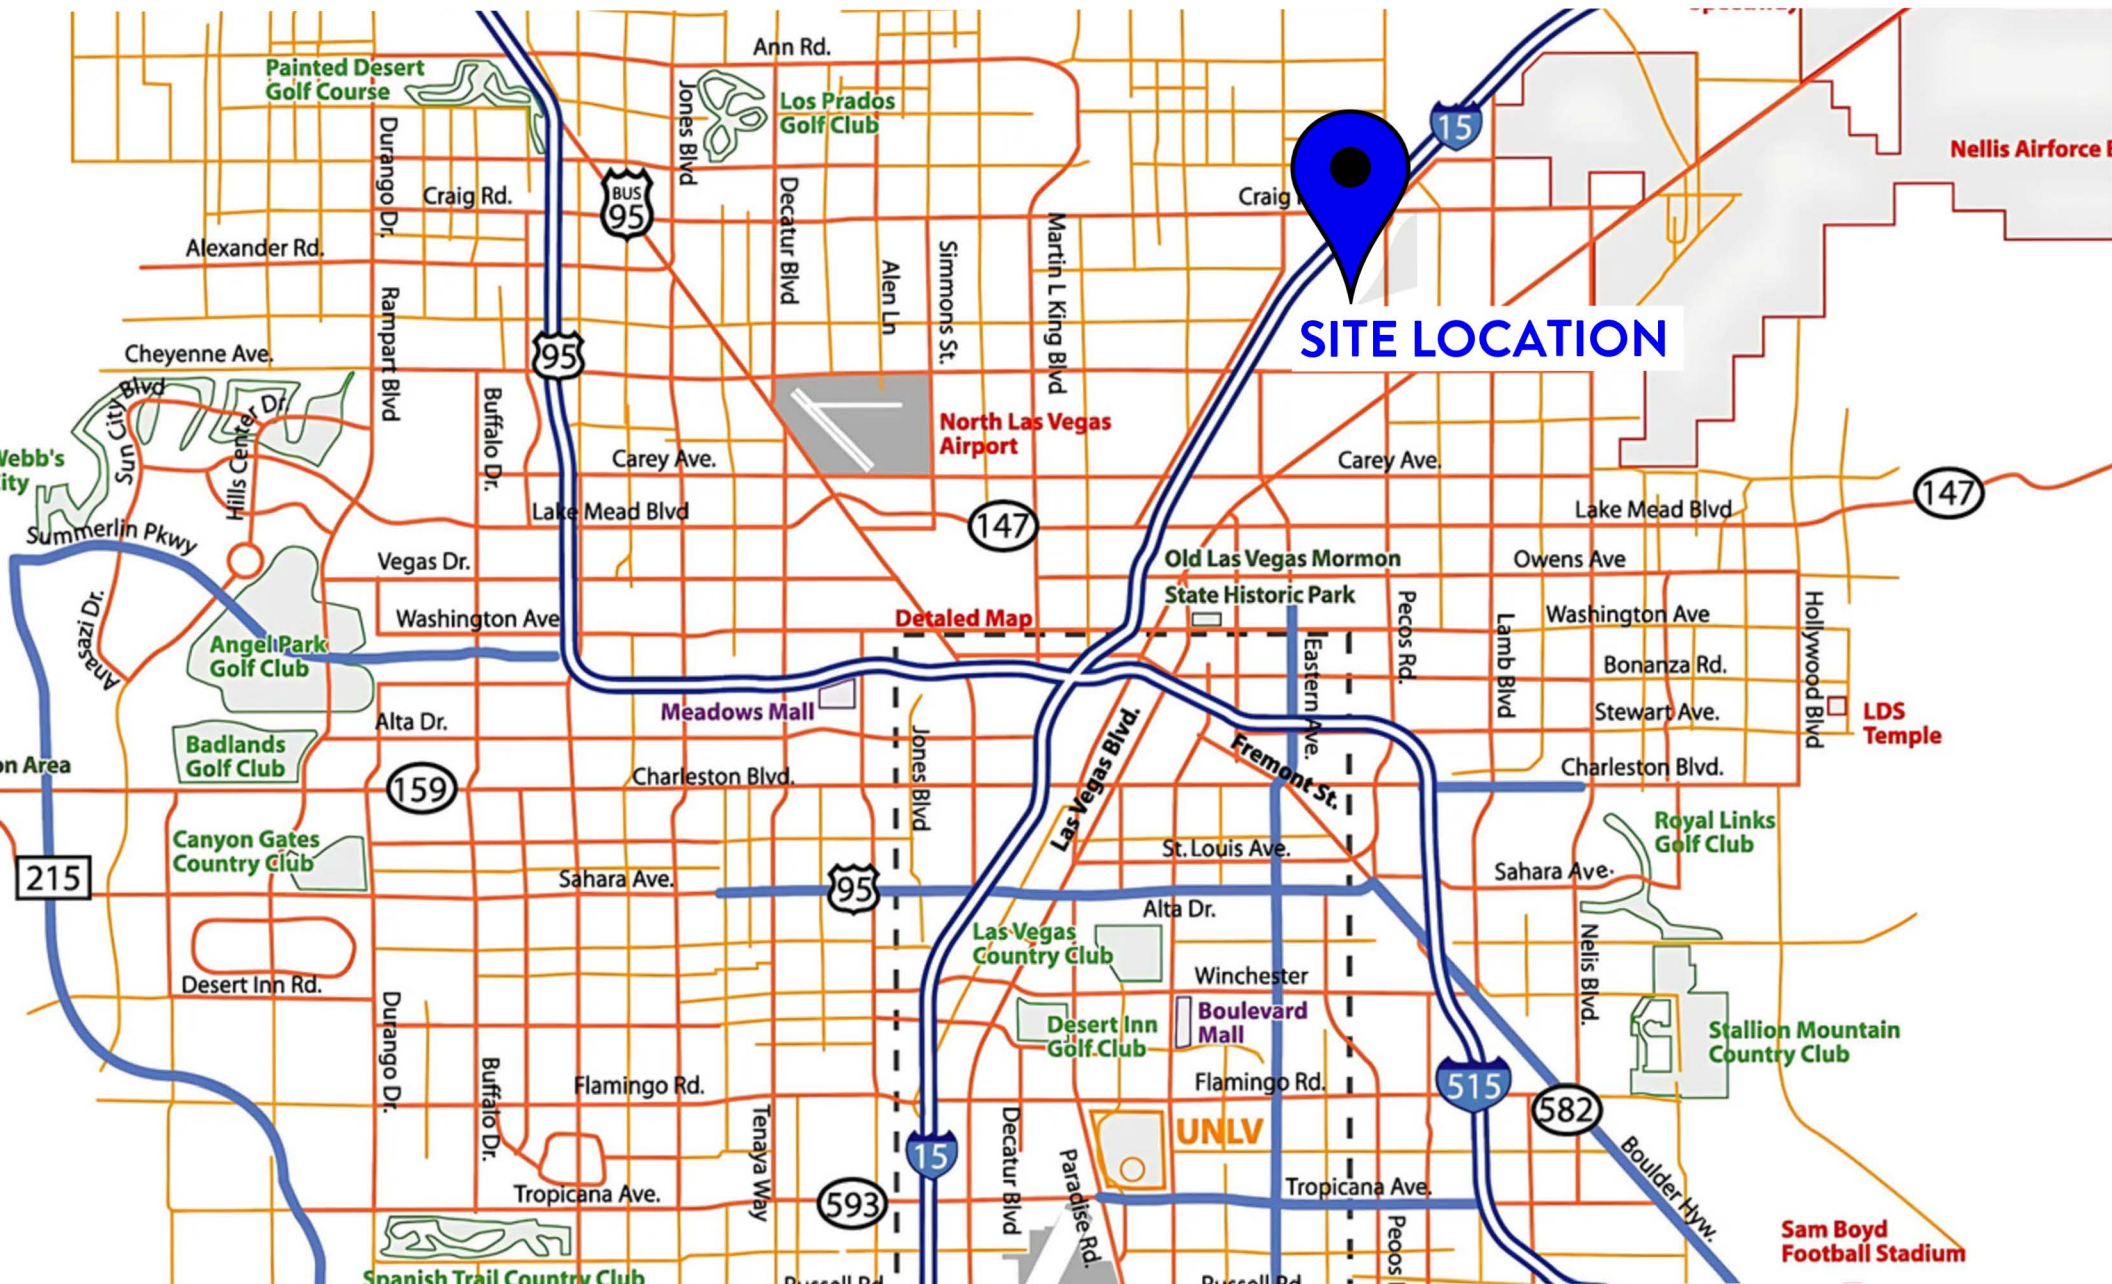 Speedway
Ann Rd.
Painted Desert
Golf Course
Jones Blvd
Los Prados
Golf Club
15
Nellis Airforce B
Durango Dr.
Craig Rd.
BUS
95
Decatur Blvd
Craig
Alexander Rd.
Simmons St.
Martin L King Blvd
Alen Ln
Rampart Blvd
SITE LOCATION
Cheyenne Ave.
95
Sun City Blvd
Hills Center Dr.
Buffalo Dr.
North Las Vegas
Airport
Webb's
ity
Carey Ave.
Carey Ave.
147
Lake Mead Blvd
147
Lake Mead Blvd
Summerlin Pkwy
Vegas Dr.
Old Las Vegas Mormon
State Historic Park
Owens Ave
Anasazi Dr.
Washington Ave
Detaled Map
Pecos Rd.
Lamb Blvd
Washington Ave
Hollywood Blvd
Angel Park
Golf Club
Eastern Ave.
Bonanza Rd.
Meadows Mall
Alta Dr.
Jones Blvd
Las Vegas Blvd.
Fremont St.
Stewart Ave.
LDS
Temple
Badlands
Golf Club
on Area
159
Charleston Blvd.
Charleston Blvd.
Canyon Gates
Country Club
St. Louis Ave.
Royal Links
Golf Club
215
Sahara Ave.
95
Sahara Ave.
Alta Dr.
Las Vegas
Country Club
Nelis Blvd.
Desert Inn Rd.
Durango Dr.
Winchester
Desert Inn
Golf Club
Boulevard
Mall
Stallion Mountain
Country Club
Buffalo Dr.
Flamingo Rd.
Flamingo Rd.
515
582
Tenaya Way
15
Decatur Blvd
Paradise Rd.
UNLV
Boulder Hyw.
Tropicana Ave.
593
Tropicana Ave.
Peoos
Sam Boyd
Football Stadium
Spanish Trail Country Club
Russell Rd
Russell Rd